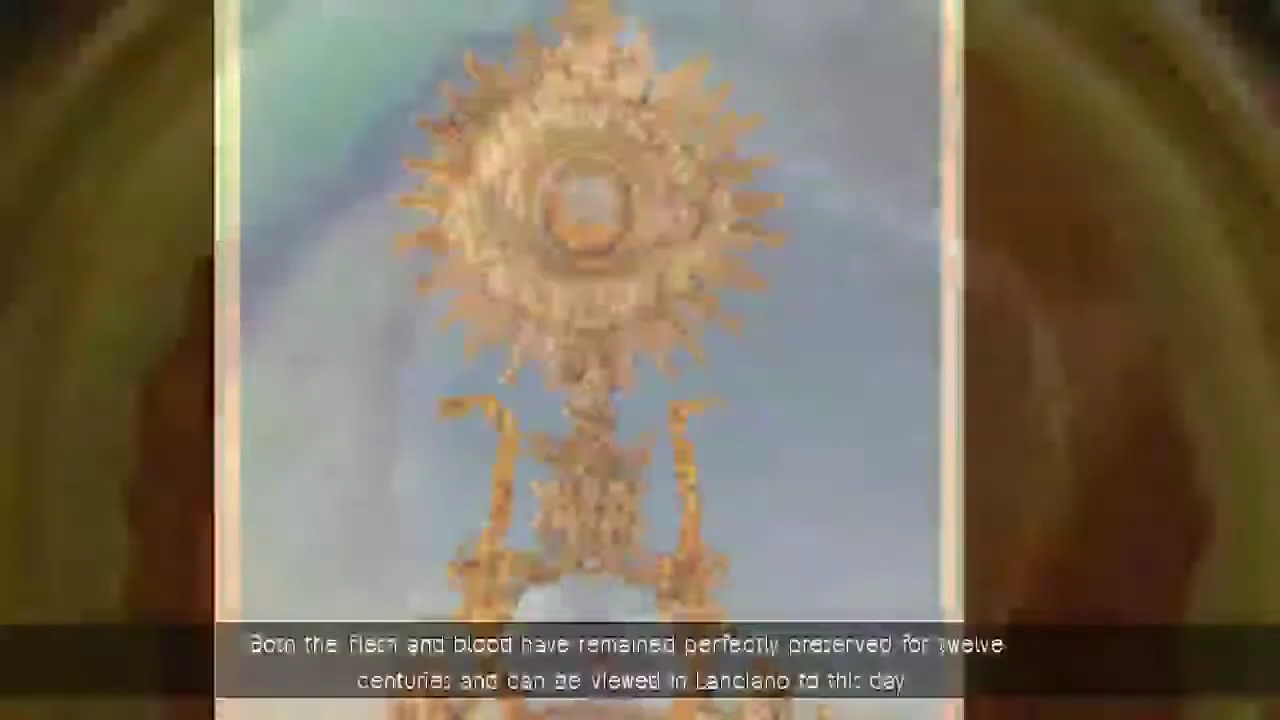 Both the flesh and blood have remained perfectly preserved for twelve
centuries and can be viewed in Lanciano to this day